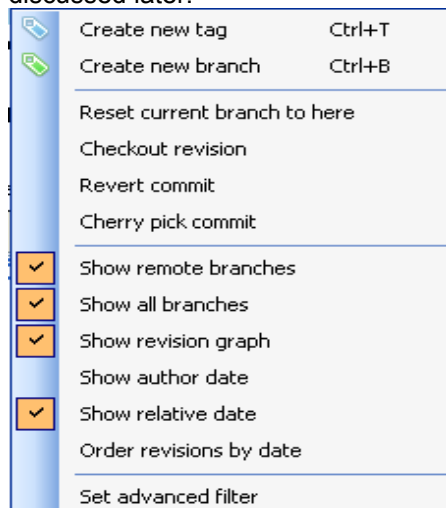 discussed later.
Create new tag Ctrl+T
Create new branch Ctrl+B
Reset current branch to here
Checkout revision
Revert commit
Cherry pick commit
Show remote branches
Show all branches
Show revision graph
Show author date
Show relative date
Order revisions by date
Set advanced filter